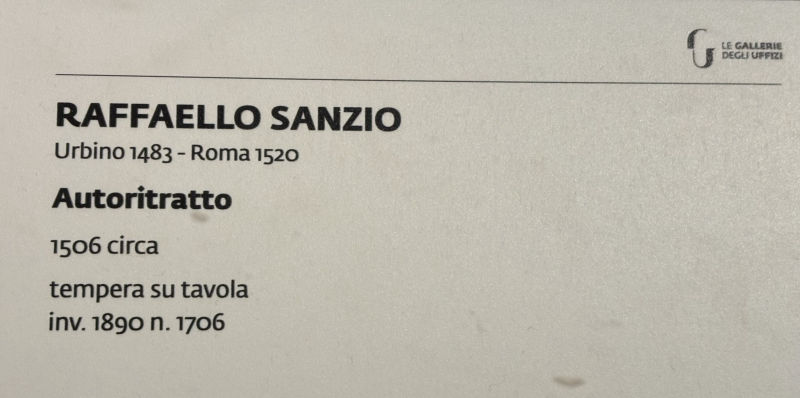 LE GALLERIE
DEGLI UFFIZI
RAFFAELLO SANZIO
Urbino 1483 - Roma 1520
Autoritratto
1506 circa
tempera su tavola
inv. 1890 n. 1706